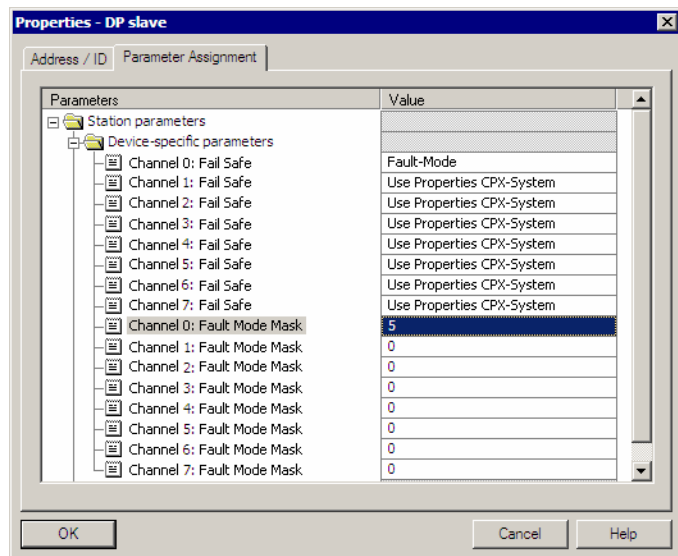 Properties - DP slave
Address / ID Parameter Assignment
Parameters Value
Station parameters
Device-specific parameters
Channel 0: Fail Safe Fault-Mode
Channel 1: Fail Safe Use Properties CPX-System
Channel 2: Fail Safe Use Properties CPX-System
Channel 3: Fail Safe Use Properties CPX-System
Channel 4: Fail Safe Use Properties CPX-System
Channel 5: Fail Safe Use Properties CPX-System
Channel 6: Fail Safe Use Properties CPX-System
Channel 7: Fail Safe Use Properties CPX-System
Channel 0: Fault Mode Mask 5
Channel 1: Fault Mode Mask 0
Channel 2: Fault Mode Mask 0
Channel 3: Fault Mode Mask 0
Channel 4: Fault Mode Mask 0
Channel 5: Fault Mode Mask 0
Channel 6: Fault Mode Mask 0
Channel 7: Fault Mode Mask 0
OK Cancel Help